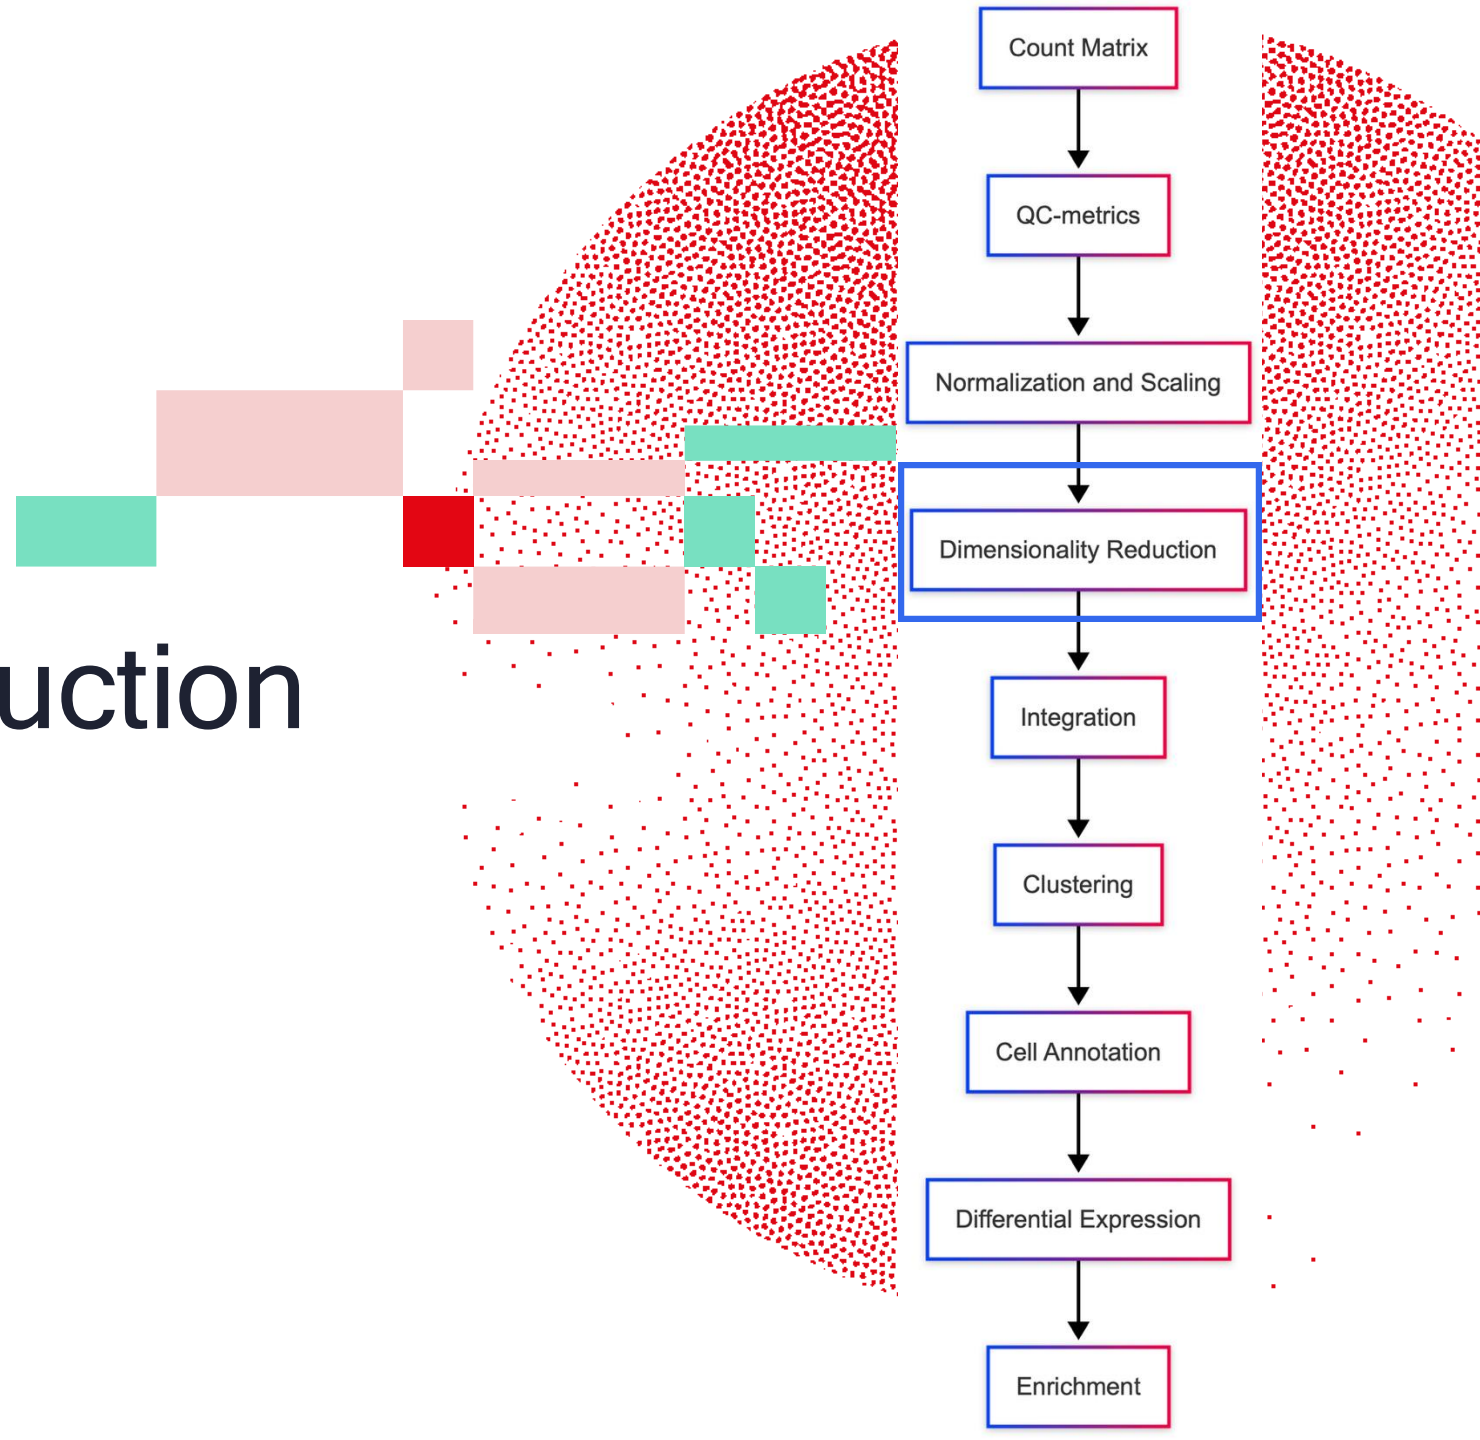 Count Matrix
QC-metrics
Normalization and Scaling
Dimensionality Reduction
uction
Integration
Clustering
Cell Annotation
Differential Expression
Enrichment